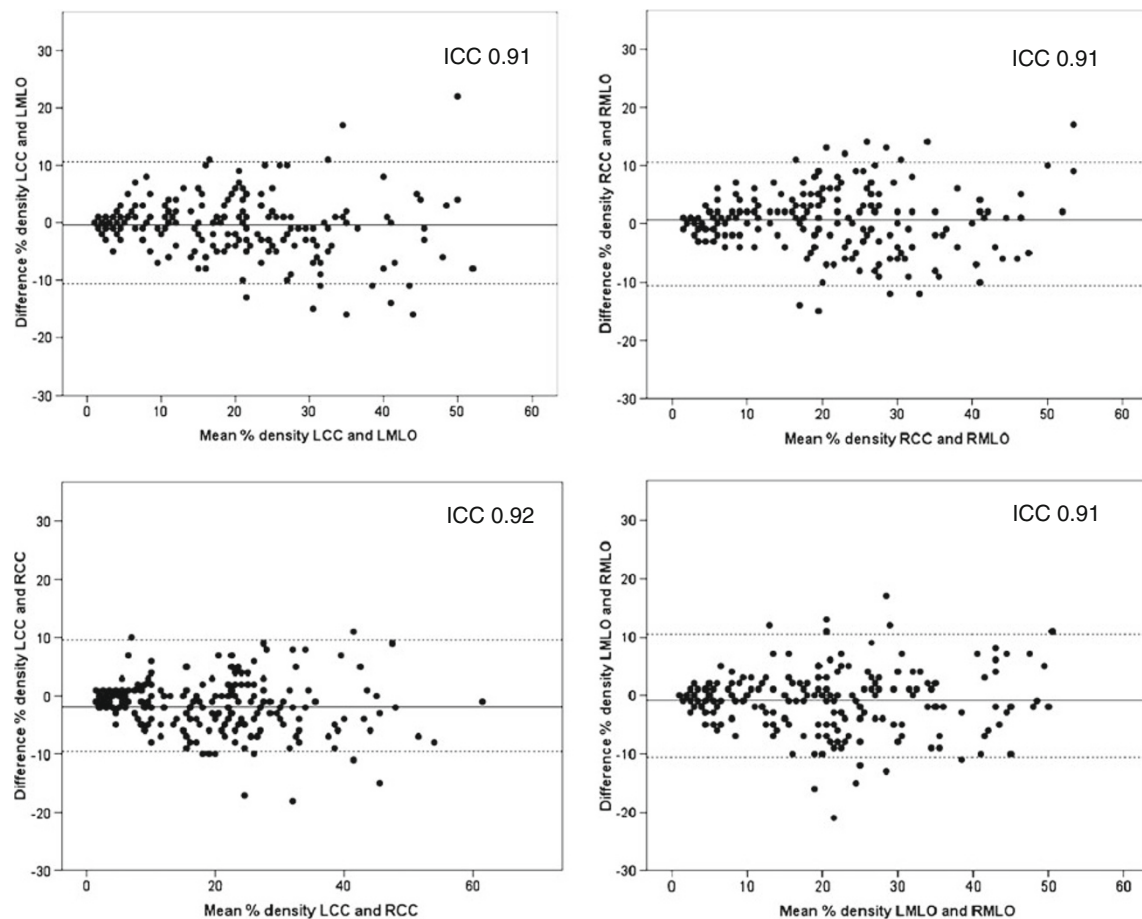 ICC 0.91
Difference % density LCC and LMLO
30
20
10
0
-10
-20
-30
0 10 20 30 40 50 60
Mean % density LCC and LMLO
ICC 0.91
Difference % density RCC and RMLO
30
20
10
0
-10
-20
-30
0 10 20 30 40 50 60
Mean % density RCC and RMLO
ICC 0.92
Difference % density LCC and RCC
30
20
10
0
-10
-20
-30
0 20 40 60
Mean % density LCC and RCC
ICC 0.91
Difference % density LMLO and RMLO
30
20
10
0
-10
-20
-30
0 10 20 30 40 50 60
Mean % density LMLO and RMLO